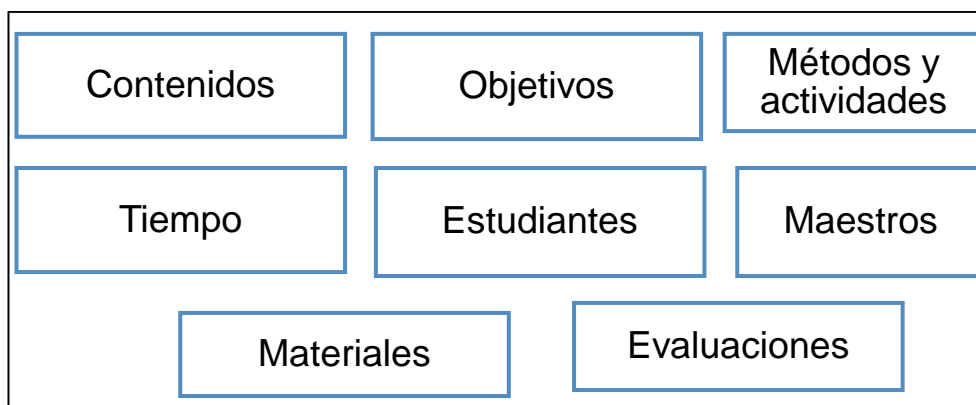 Contenidos
Objetivos
Métodos y
actividades
Tiempo
Estudiantes
Maestros
Materiales
Evaluaciones